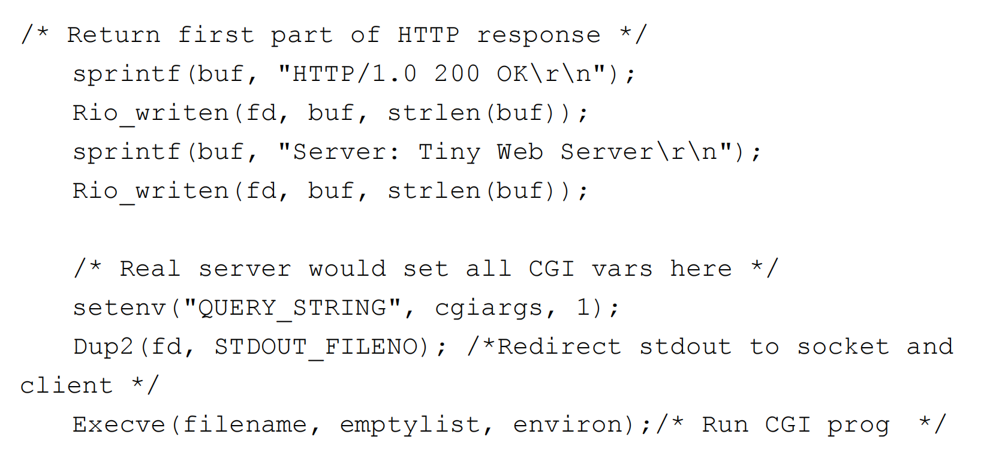 /* Return first part of HTTP response */
sprintf(buf, "HTTP/1.0 200 OK\r\n");
Rio_writen(fd, buf, strlen(buf));
sprintf(buf, "Server: Tiny Web Server\r\n");
Rio_writen(fd, buf, strlen(buf));
/* Real server would set all CGI vars here */
setenv("QUERY_STRING", cgiargs, 1);
Dup2(fd, STDOUT_FILENO); /*Redirect stdout to socket and
client */
Execve(filename, emptylist, environ);/* Run CGI prog */